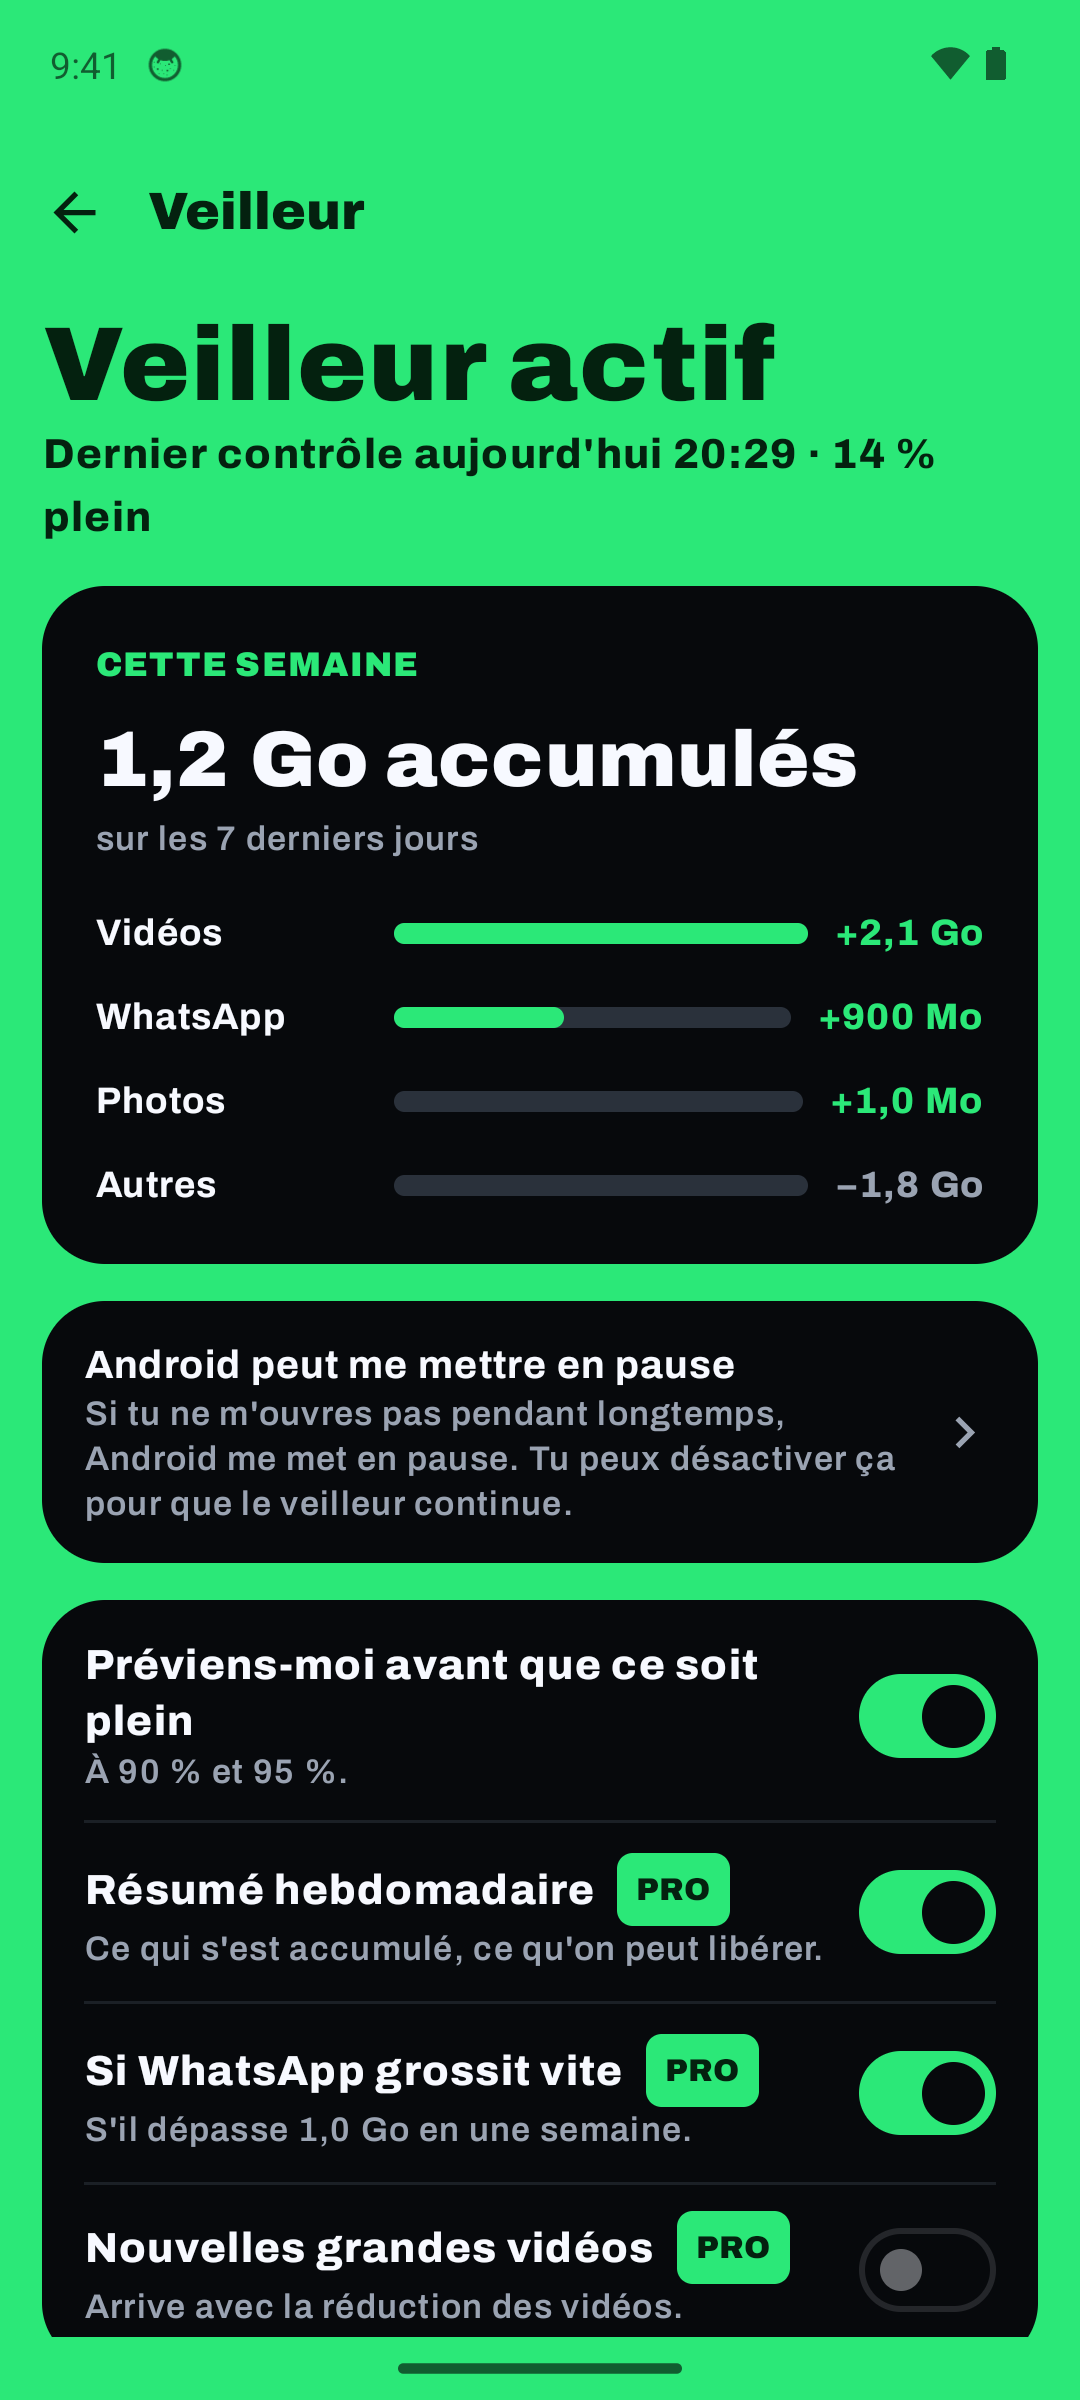 9:41
Veilleur
Veilleur actif
Dernier contrôle aujourd'hui 20:29 · 14 %
plein
CETTE SEMAINE
1,2 Go accumulés
sur les 7 derniers jours
Vidéos +2,1 Go
WhatsApp +900 Mo
Photos +1,0 Mo
Autres −1,8 Go
Android peut me mettre en pause
Si tu ne m'ouvres pas pendant longtemps,
Android me met en pause. Tu peux désactiver ça
pour que le veilleur continue.
Préviens-moi avant que ce soit
plein
À 90 % et 95 %.
Résumé hebdomadaire PRO
Ce qui s'est accumulé, ce qu'on peut libérer.
Si WhatsApp grossit vite PRO
S'il dépasse 1,0 Go en une semaine.
Nouvelles grandes vidéos PRO
Arrive avec la réduction des vidéos.